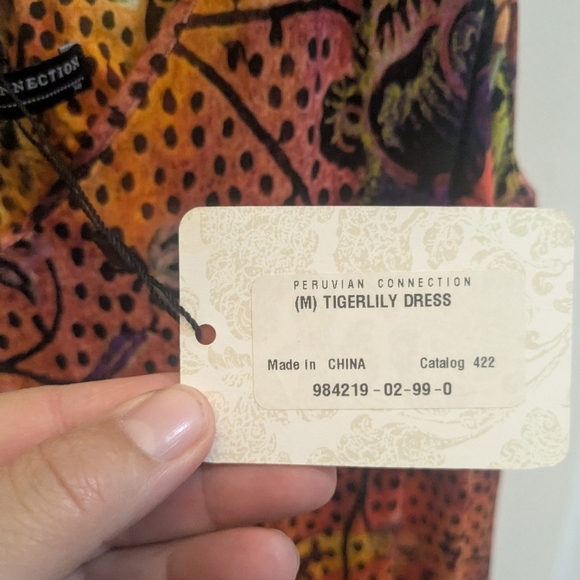 NNECTION
PERUVIAN CONNECTION
(M) TIGERLILY DRESS
Made in CHINA Catalog 422
984219-02-99-0